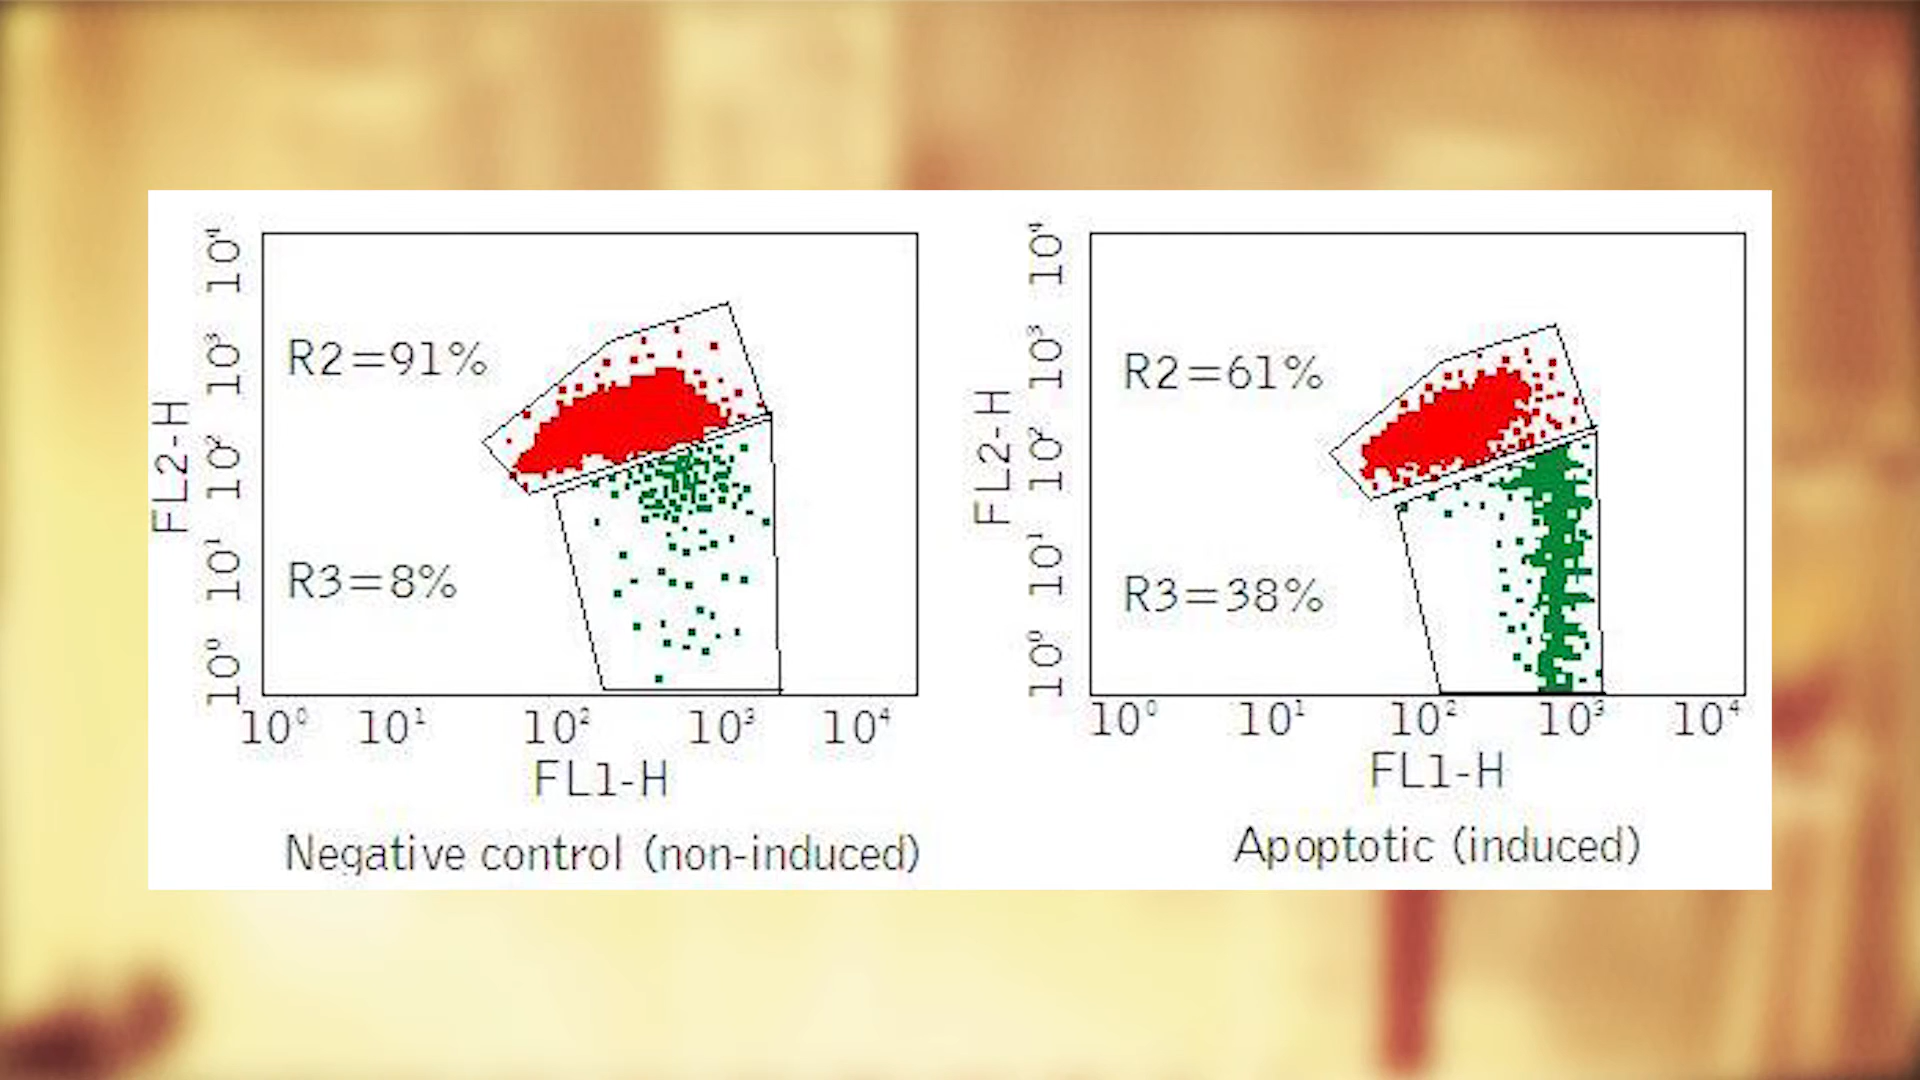 10⁴
10³
10²
10¹
10⁰
FL2-H
R2=91%
R3=8%
10⁰ 10¹ 10² 10³ 10⁴
FL1-H
Negative control (non-induced)
10⁴
10³
10²
10¹
10⁰
FL2-H
R2=61%
R3=38%
10⁰ 10¹ 10² 10³ 10⁴
FL1-H
Apoptotic (induced)